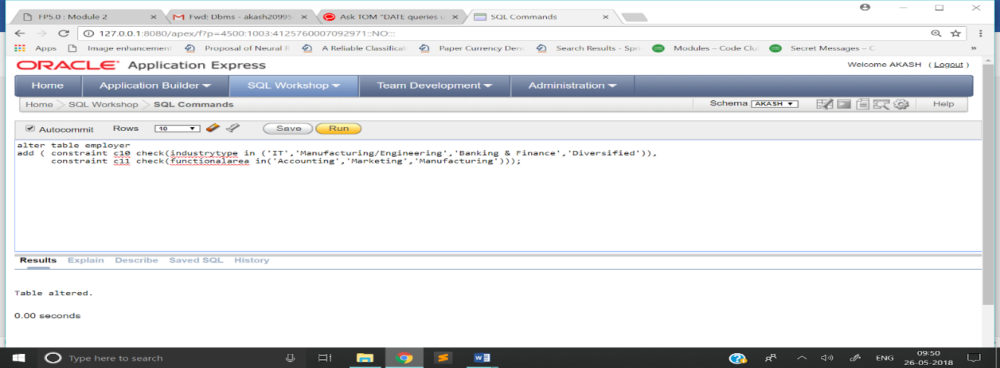 FP5.0 : Module 2
Fwd: Dbms - akash20995
Ask TOM "DATE queries u
SQL Commands
127.0.0.1:8080/apex/f?p=4500:1003:4125760007092971::NO:::
Apps
Image enhancement
Proposal of Neural
A Reliable Classificat
Paper Currency Den
Search Results - Spri
Modules – Code Clu
Secret Messages – C
»
ORACLE Application Express
Welcome AKASH ( Logout )
Home
Application Builder
SQL Workshop
Team Development
Administration
Home
SQL Workshop
SQL Commands
Schema AKASH
Help
Autocommit
Rows 10
Save
Run
alter table employer
add ( constraint c10 check(industrytype in ('IT','Manufacturing/Engineering','Banking & Finance','Diversified')),
constraint c11 check(functionalarea in('Accounting','Marketing','Manufacturing')));
Results Explain Describe Saved SQL History
Table altered.
0.00 seconds
Type here to search
ENG
09:50
26-05-2018